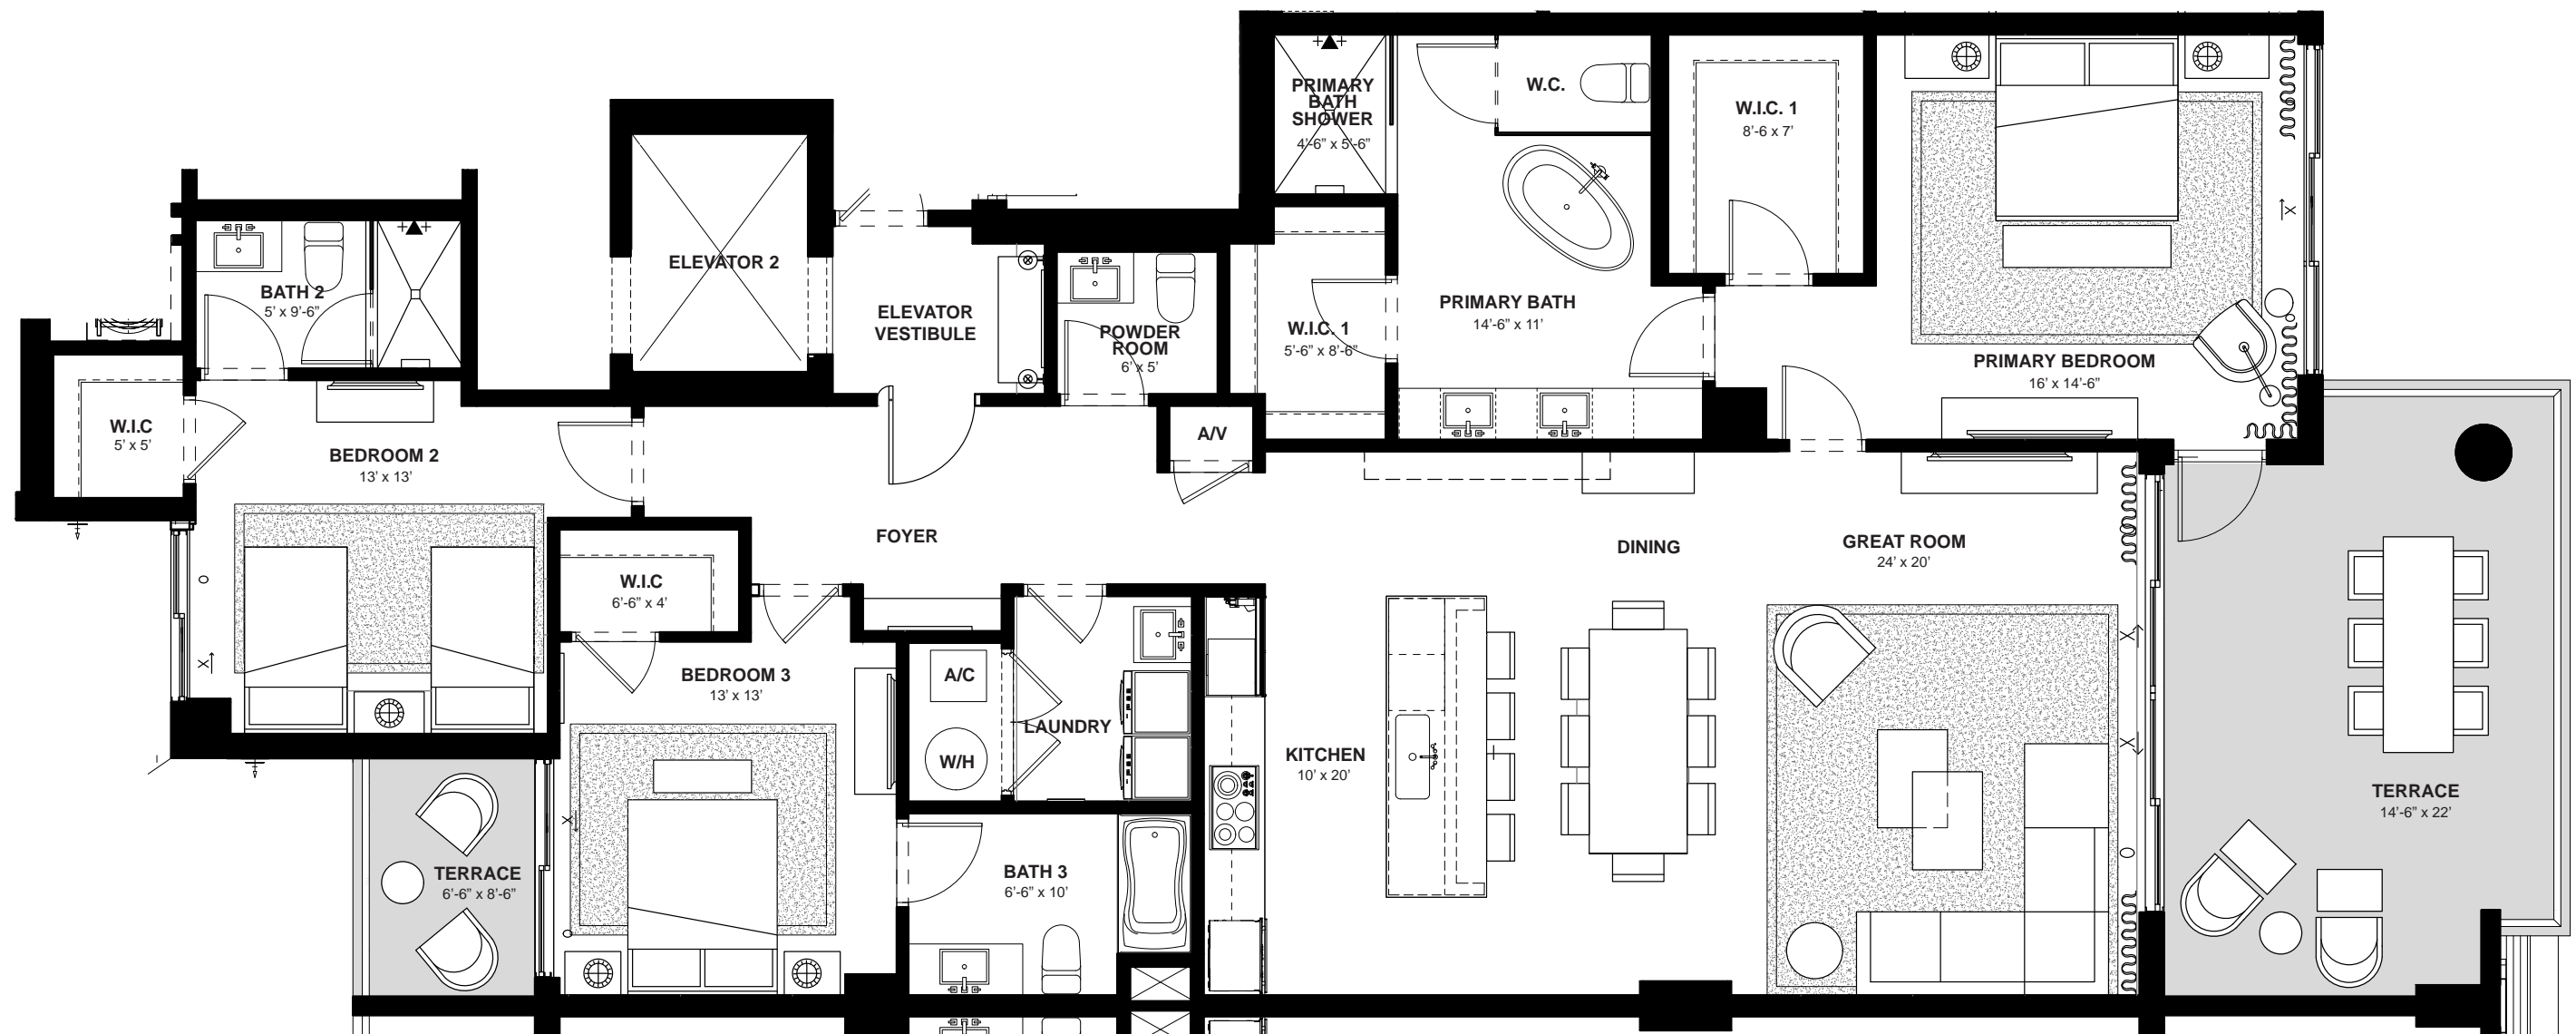 PRIMARY
BATH
SHOWER
4'-6” x 5'-6”
W.C.
W.I.C. 1
8’-6 x 7’
ELEVATOR 2
BATH 2
5’ x 9’-6”
ELEVATOR
VESTIBULE
POWDER
ROOM
6’ x 5’
W.I.C. 1
5’-6” x 8’-6”
PRIMARY BATH
14’-6” x 11’
PRIMARY BEDROOM
16’ x 14’-6”
X
W.I.C
5’ x 5’
BEDROOM 2
13’ x 13’
A/V
FOYER
DINING
GREAT ROOM
24’ x 20’
O
X
W.I.C
6’-6” x 4’
BEDROOM 3
13’ x 13’
A/C
LAUNDRY
W/H
KITCHEN
10’ x 20’
X
X
O
TERRACE
14’-6” x 22’
X
O
TERRACE
6’-6” x 8’-6”
BATH 3
6’-6” x 10’